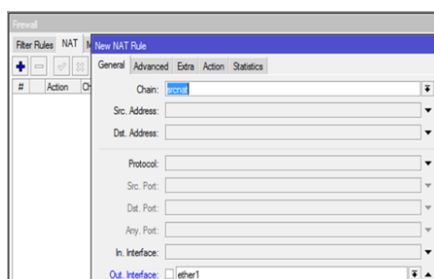 Firewall
Filter Rules NAT
New NAT Rule
General Advanced Extra Action Statistics
# Action
Chain: srcnat
Src. Address:
Dst. Address:
Protocol:
Src. Port:
Dst. Port:
Any. Port:
In. Interface:
Out. Interface: ether1